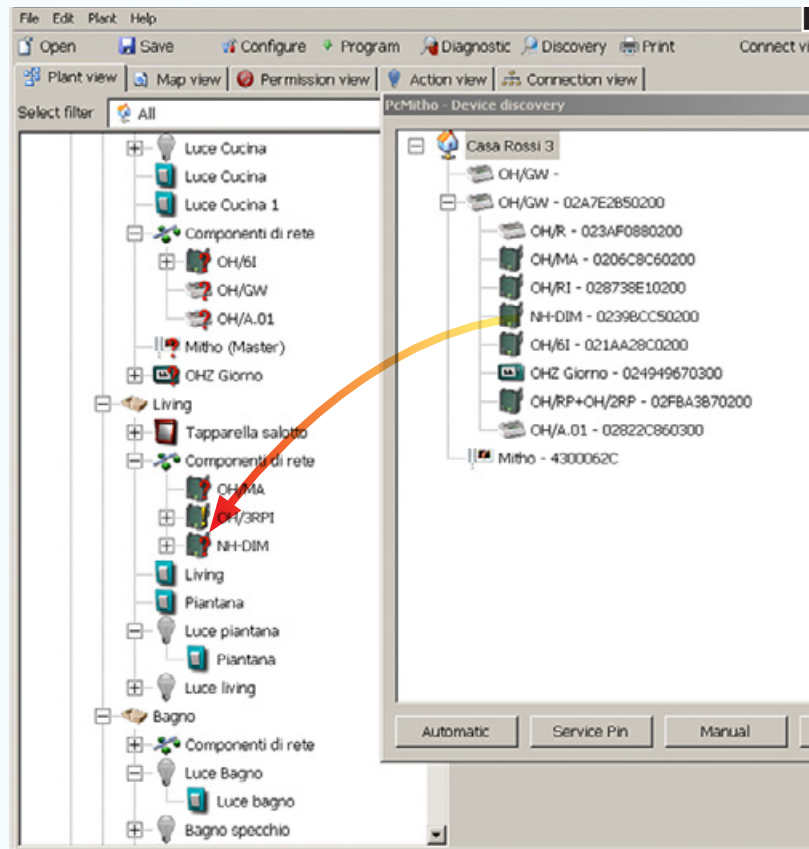 File Edit Plant Help
Open Save Configure Program Diagnostic Discovery Print Connect vi
Plant view Map view Permission view Action view Connection view
Select filter All
Luce Cucina
Luce Cucina
Luce Cucina 1
Componenti di rete
OH/6I
OH/GW
OH/A.01
Mitho (Master)
OHZ Giorno
Living
Tapparella salotto
Componenti di rete
OH/MA
OH/3RPI
NH-DIM
Living
Piantana
Luce piantana
Piantana
Luce living
Bagno
Componenti di rete
Luce Bagno
Luce bagno
Bagno specchio
PcMitho - Device discovery
Casa Rossi 3
OH/GW -
OH/GW - 02A7E2B50200
OH/R - 023AF0880200
OH/MA - 0206C8C60200
OH/RI - 028738E10200
NH-DIM - 0239BCC50200
OH/6I - 021AA28C0200
OHZ Giorno - 024949670300
OH/RP+OH/2RP - 02FBA3B70200
OH/A.01 - 02822C860300
Mitho - 4300062C
Automatic Service Pin Manual